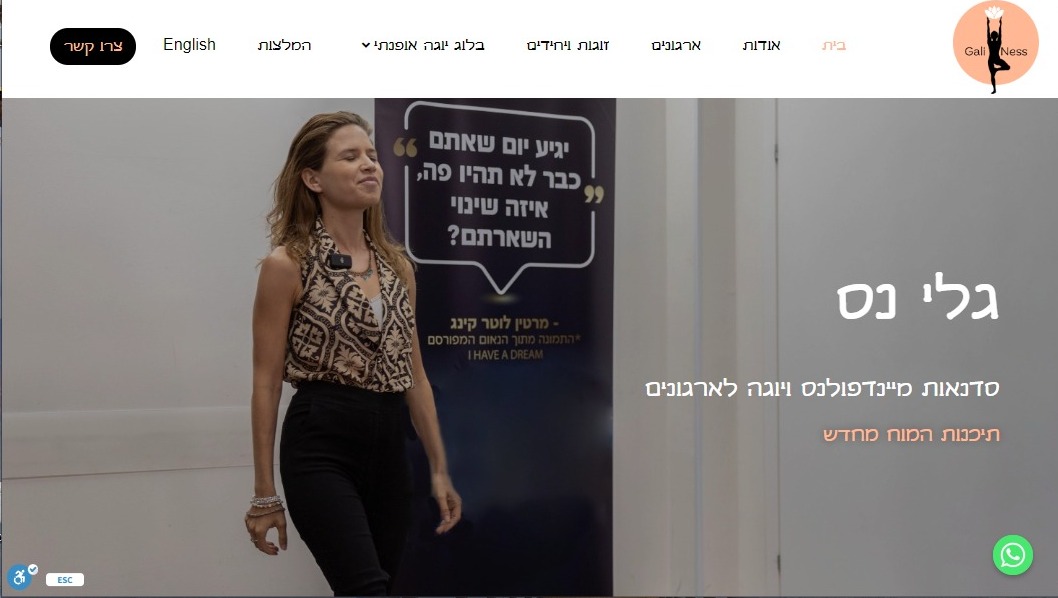 בית
אודות
ארגונים
זוגות ויחידים
בלוג יוגה אופנתי
המלצות
English
צרו קשר
Gali Ness
יגיע יום שאתם
כבר לא תהיו פה,
איזה שינוי
השארתם?
- מרטין לוטר קינג
*התמונה מתוך הנאום המפורסם
I HAVE A DREAM
גלי נס
סדנאות מיינדפולנס ויוגה לארגונים
תיכנות המוח מחדש
ESC